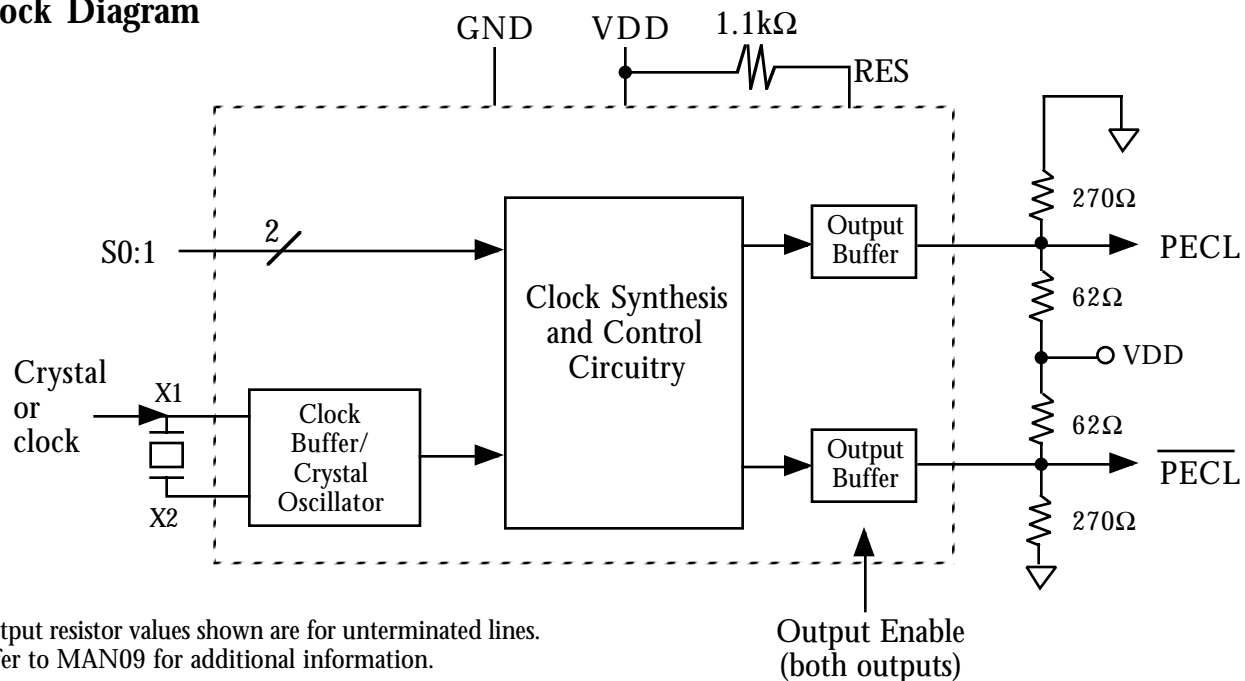 ock Diagram
GND
VDD
1.1kΩ
RES
270Ω
S0:1
2
Output
Buffer
PECL
62Ω
Clock Synthesis
and Control
Circuitry
VDD
Crystal
or
clock
X1
X2
Clock
Buffer/
Crystal
Oscillator
62Ω
Output
Buffer
PECL
270Ω
tput resistor values shown are for unterminated lines.
fer to MAN09 for additional information.
Output Enable
(both outputs)